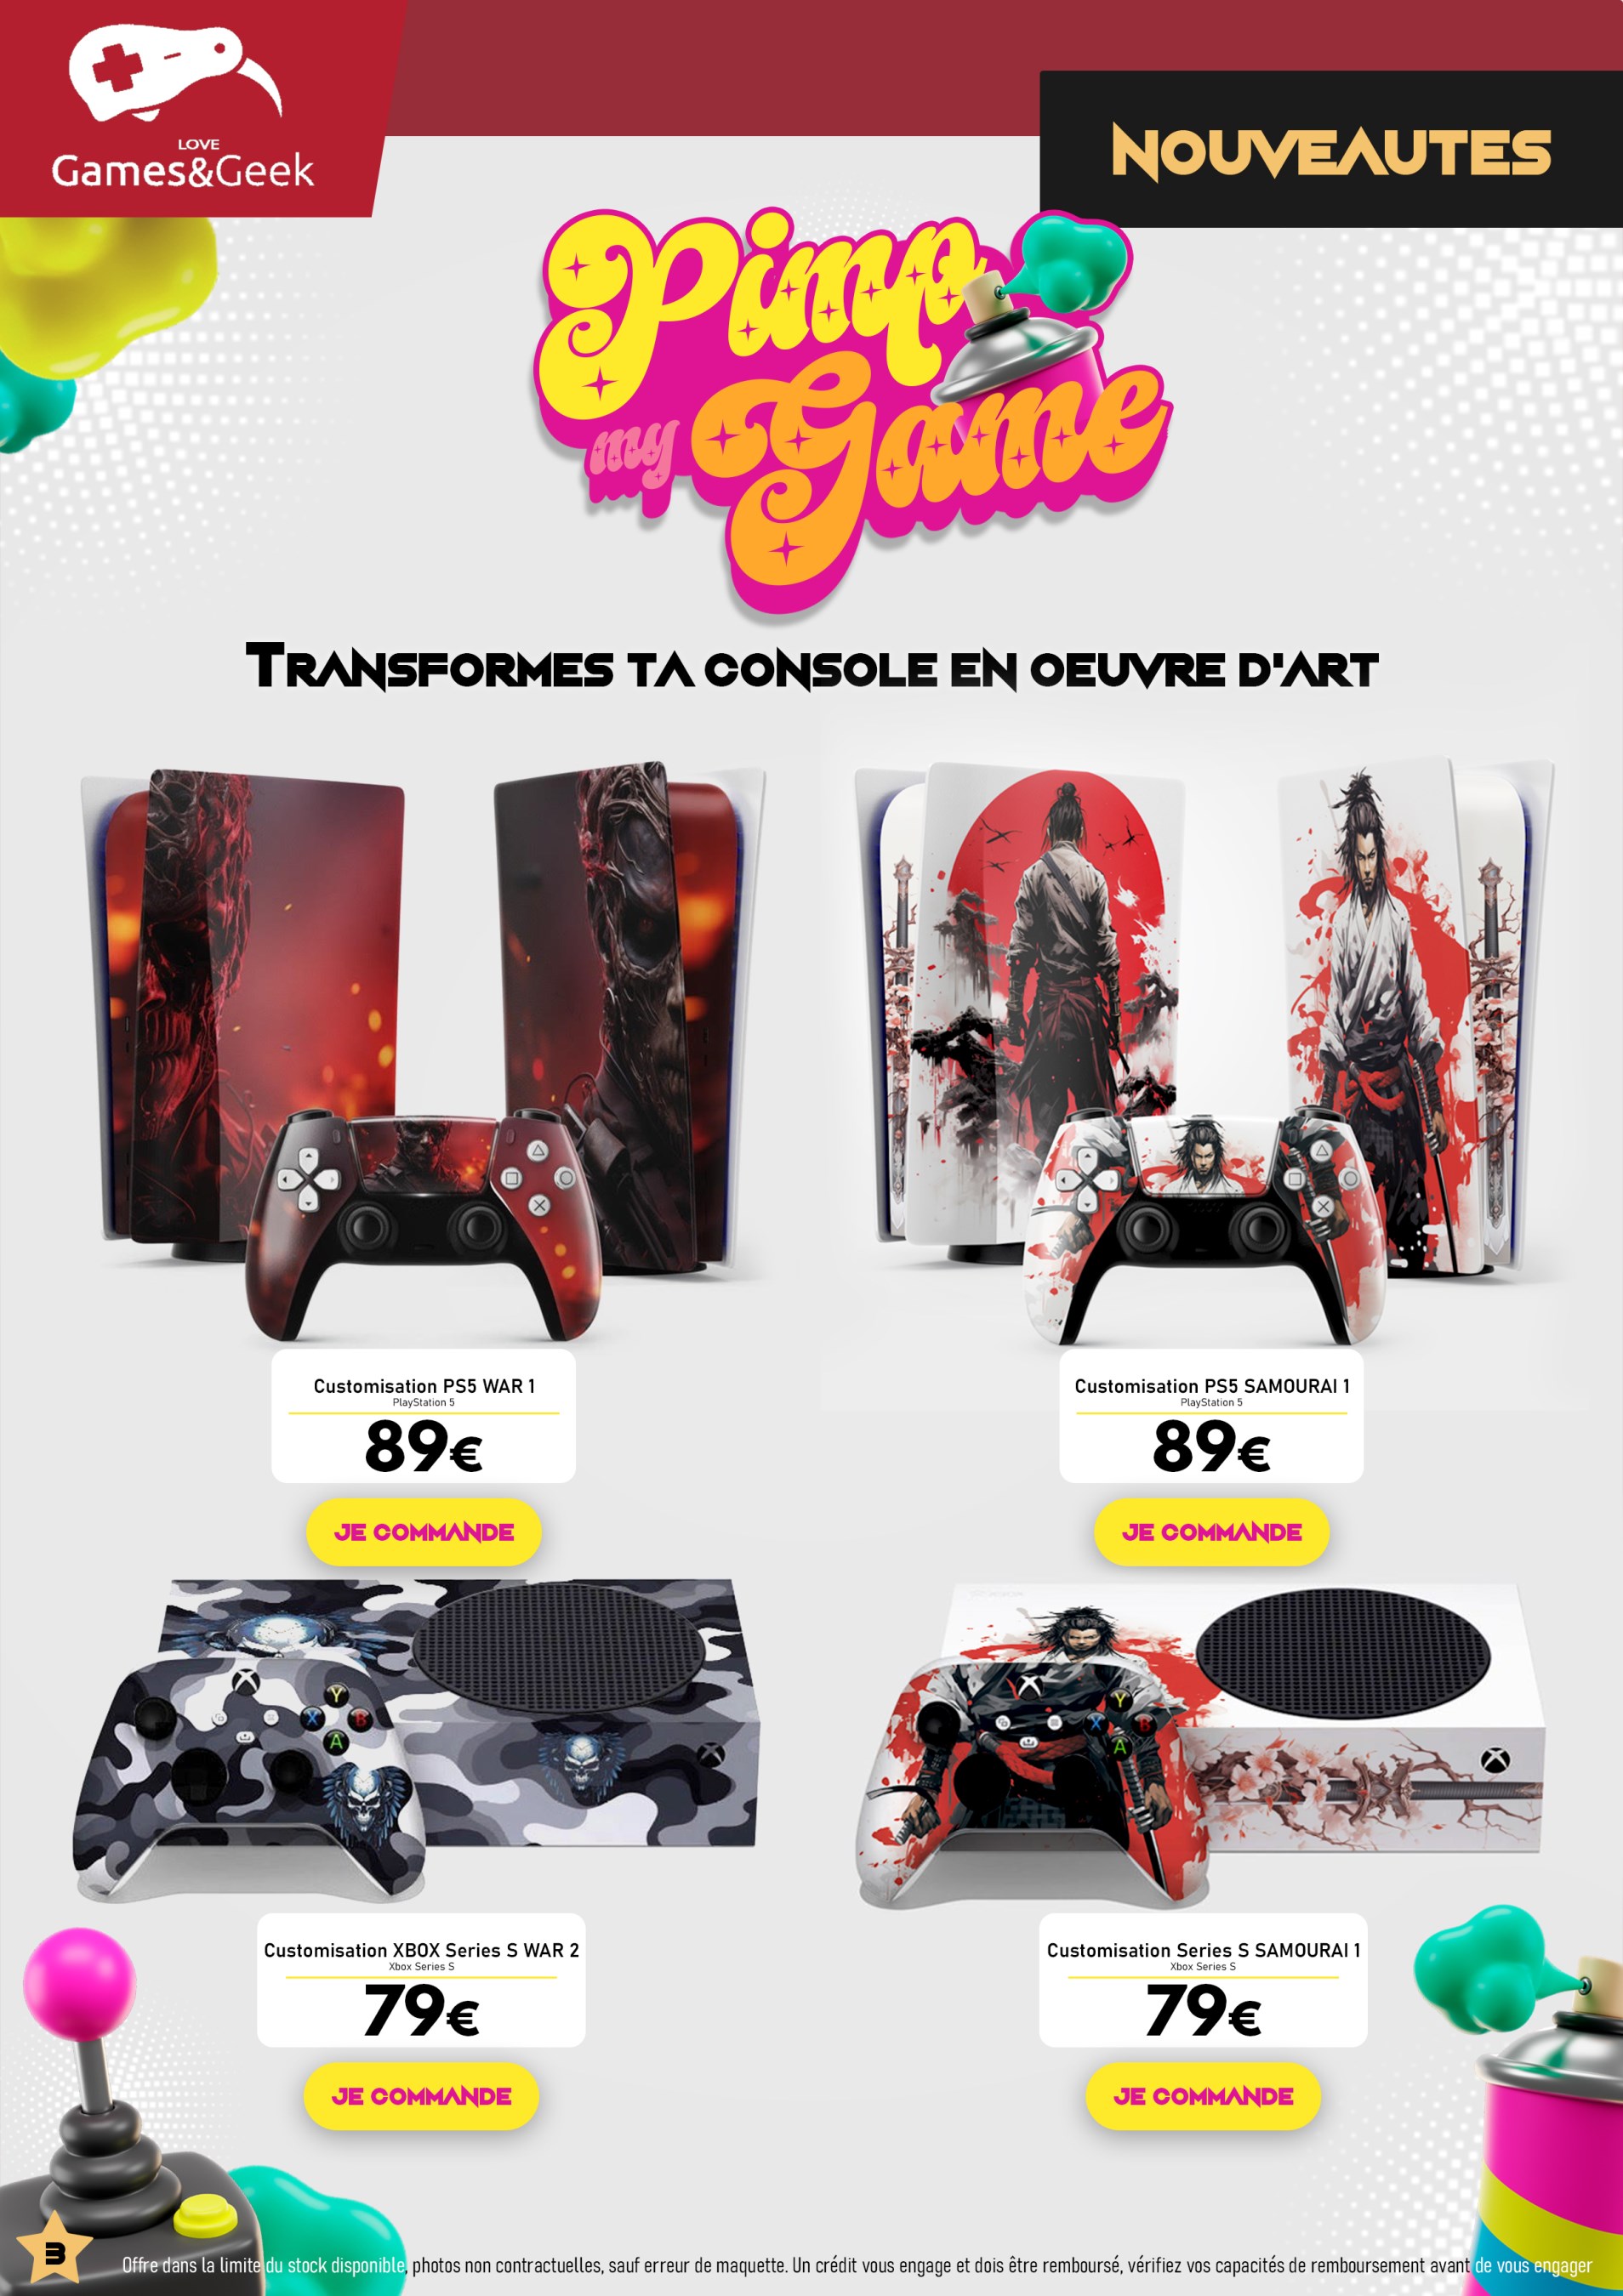 LOVE
Games&Geek
NOUVEAUTES
Pimp
my Game
TRANSFORMES TA CONSOLE EN OEUVRE D'ART
Customisation PS5 WAR 1
PlayStation 5
89€
JE COMMANDE
Customisation PS5 SAMOURAI 1
PlayStation 5
89€
JE COMMANDE
Y
X B
A
Y
X B
A
Customisation XBOX Series S WAR 2
Xbox Series S
79€
JE COMMANDE
Customisation Series S SAMOURAI 1
Xbox Series S
79€
JE COMMANDE
3
Offre dans la limite du stock disponible, photos non contractuelles, sauf erreur de maquette. Un crédit vous engage et dois être remboursé, vérifiez vos capacités de remboursement avant de vous engager